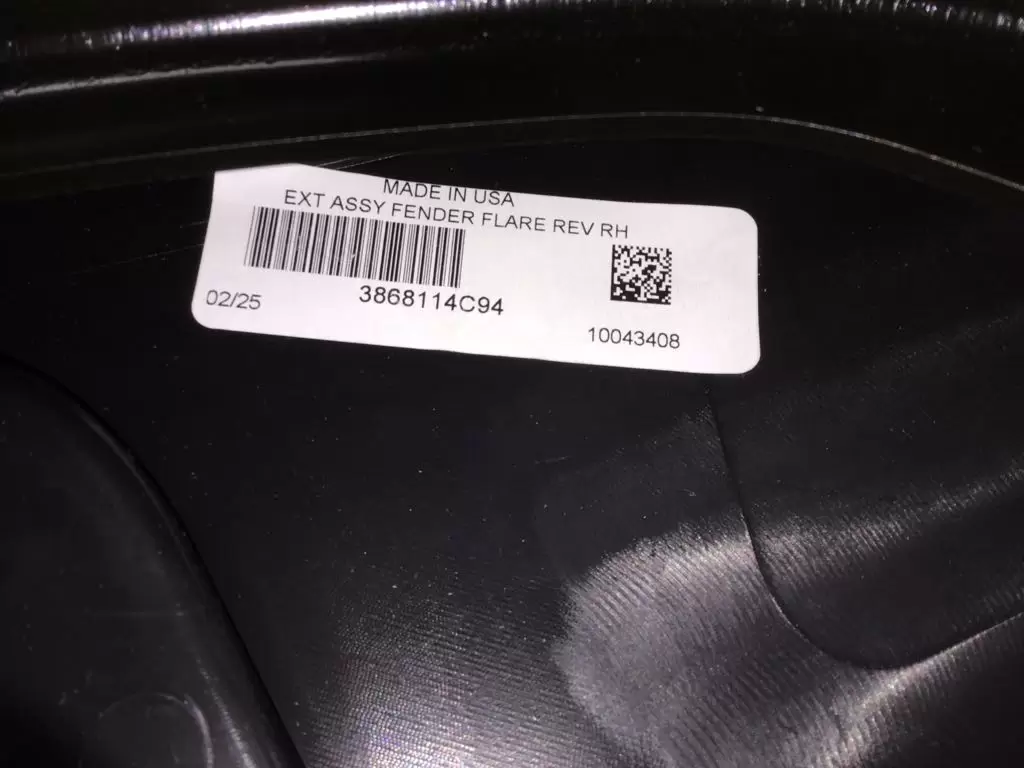 MADE IN USA
EXT ASSY FENDER FLARE REV RH
3868114C94
02/25
10043408